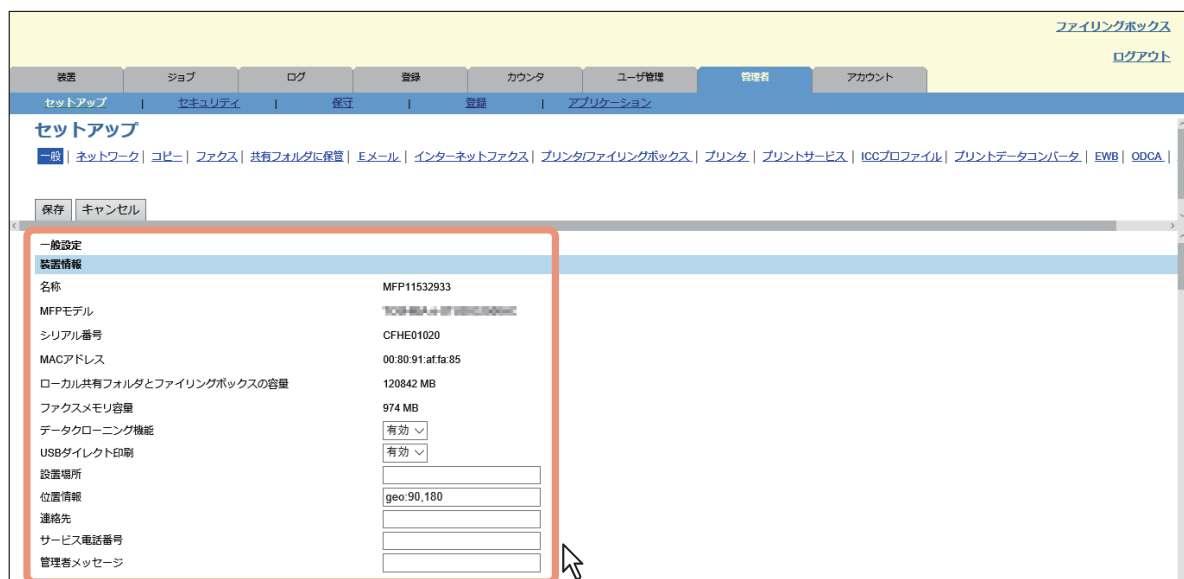 ファイリングボックス
ログアウト
装置 ジョブ ログ 登録 カウンタ ユーザ管理 管理者 アカウント
セットアップ | セキュリティ | 保守 | 登録 | アプリケーション
セットアップ
一般 | ネットワーク | コピー | ファクス | 共有フォルダに保管 | Eメール | インターネットファクス | プリンタ/ファイリングボックス | プリンタ | プリントサービス | ICCプロファイル | プリントデータコンバータ | EWB | ODCA |
保存 キャンセル
一般設定
装置情報
名称 MFP11532933
MFPモデル
シリアル番号 CFHE01020
MACアドレス 00:80:91:af:fa:85
ローカル共有フォルダとファイリングボックスの容量 120842 MB
ファクスメモリ容量 974 MB
データクローニング機能 有効
USBダイレクト印刷 有効
設置場所
位置情報 geo:90,180
連絡先
サービス電話番号
管理者メッセージ